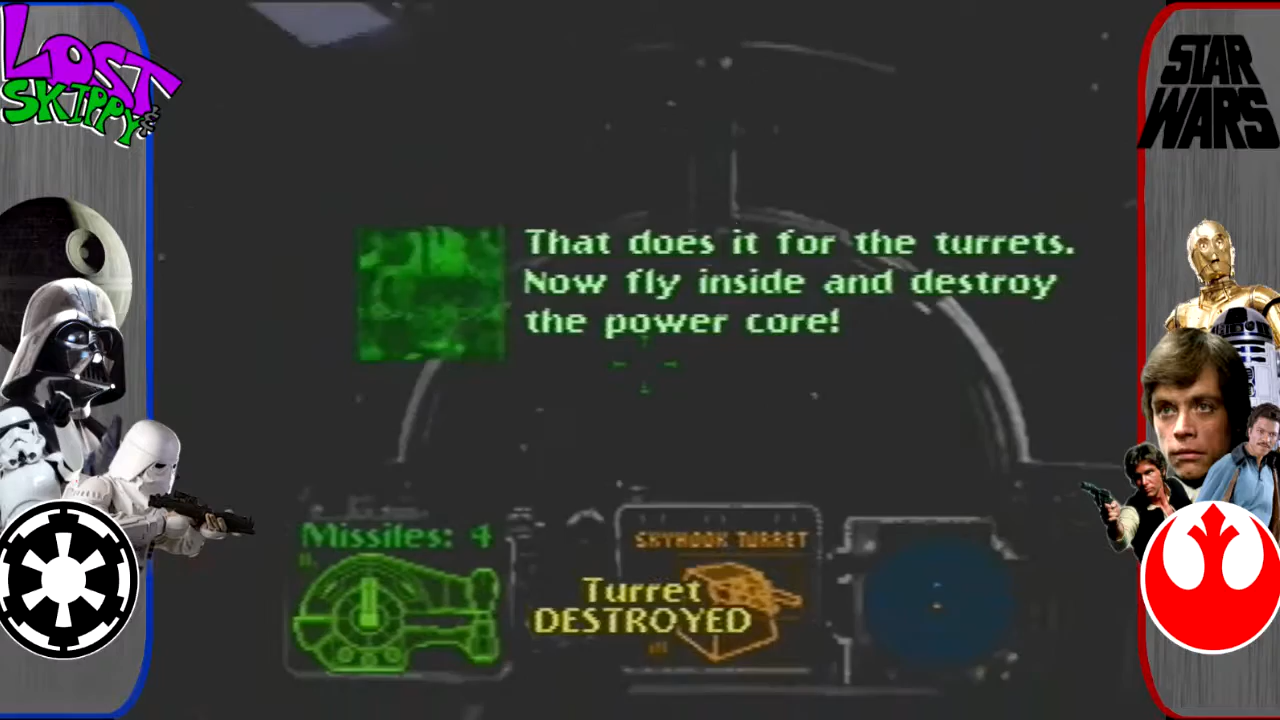 LOST
& SKIPPY
STAR
WARS
That does it for the turrets.
Now fly inside and destroy
the power core!
Missiles: 4
SKYHOOK TURRET
Turret
DESTROYED